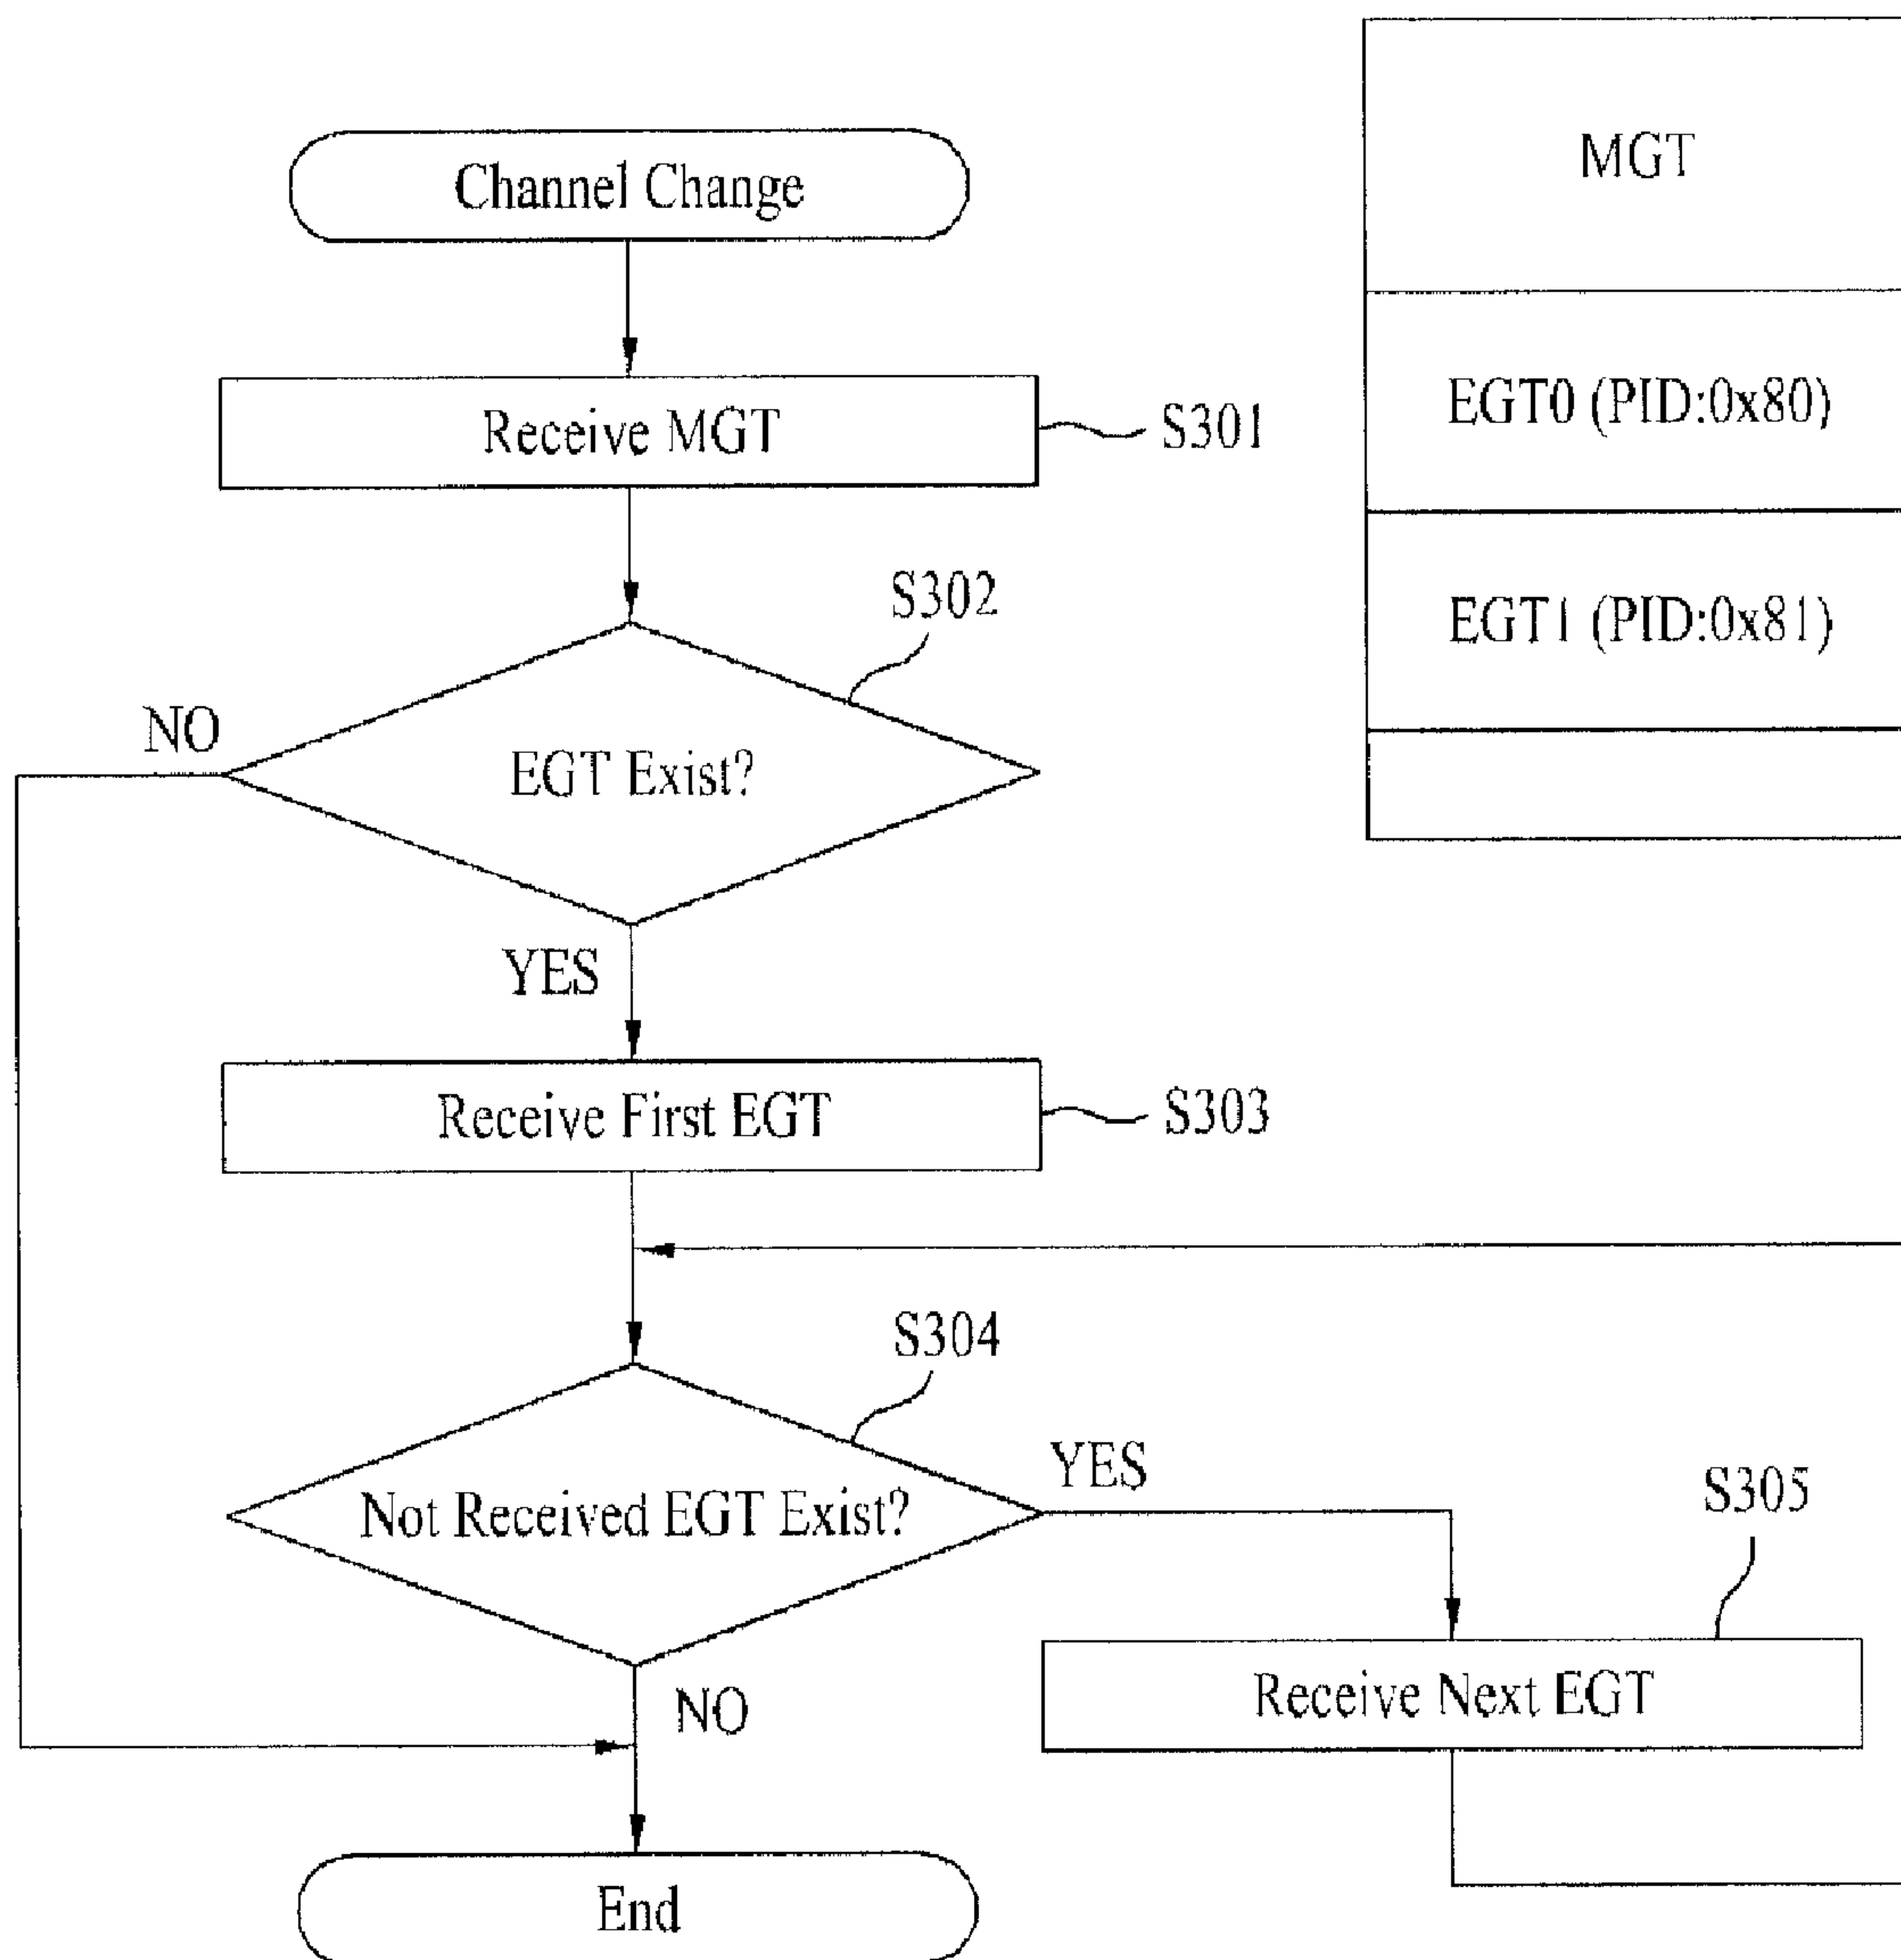 Channel Change
Receive MGT
S301
S302
NO
EGT Exist?
YES
Receive First EGT
S303
S304
YES
Not Received EGT Exist?
S305
NO
Receive Next EGT
End
MGT
EGT0 (PID:0x80)
EGT1 (PID:0x81)